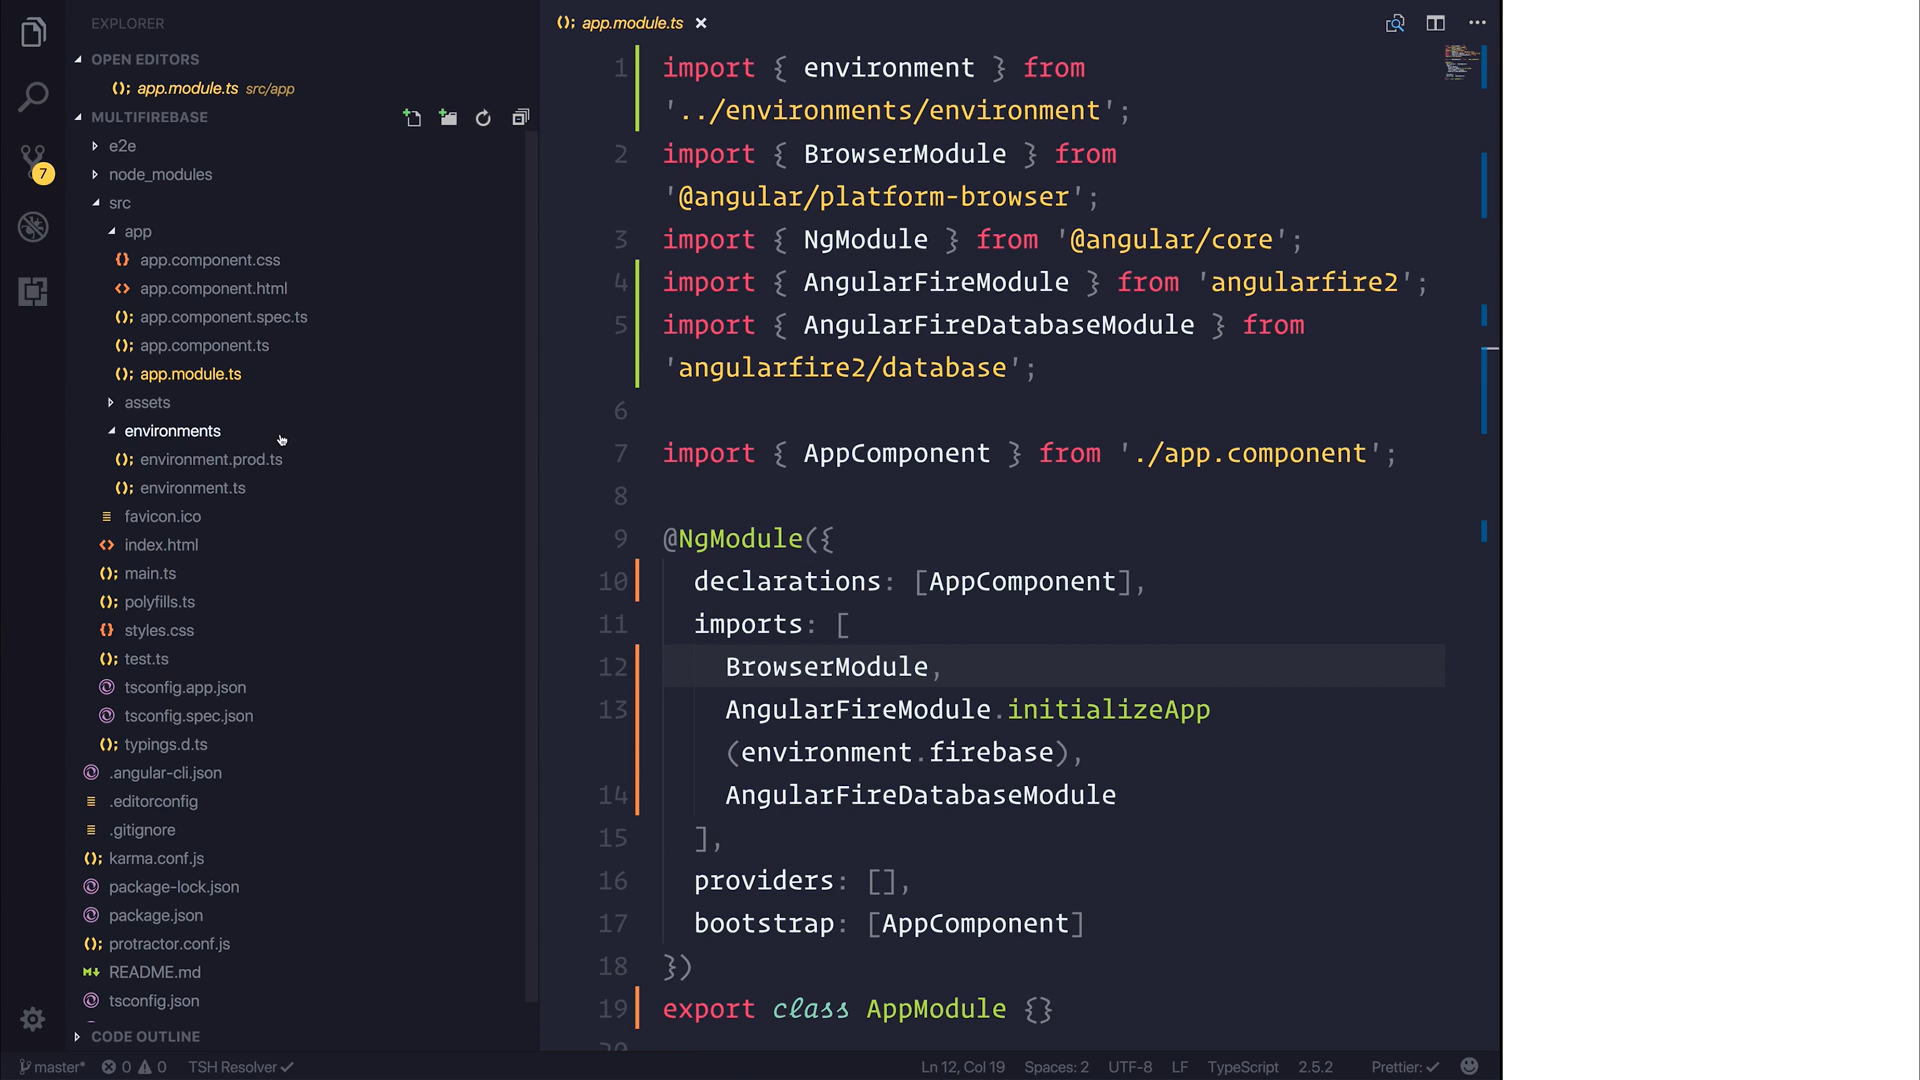 EXPLORER
OPEN EDITORS
app.module.ts src/app
MULTIFIREBASE
7
e2e
node_modules
src
app
app.component.css
app.component.html
app.component.spec.ts
app.component.ts
app.module.ts
assets
environments
environment.prod.ts
environment.ts
favicon.ico
index.html
main.ts
polyfills.ts
styles.css
test.ts
tsconfig.app.json
tsconfig.spec.json
typings.d.ts
.angular-cli.json
.editorconfig
.gitignore
karma.conf.js
package-lock.json
package.json
protractor.conf.js
README.md
tsconfig.json
CODE OUTLINE
app.module.ts
1 import { environment } from
'../environments/environment';
2 import { BrowserModule } from
'@angular/platform-browser';
3 import { NgModule } from '@angular/core';
4 import { AngularFireModule } from 'angularfire2';
5 import { AngularFireDatabaseModule } from
'angularfire2/database';
6
7 import { AppComponent } from './app.component';
8
9 @NgModule({
10 declarations: [AppComponent],
11 imports: [
12 BrowserModule,
13 AngularFireModule.initializeApp
(environment.firebase),
14 AngularFireDatabaseModule
15 ],
16 providers: [],
17 bootstrap: [AppComponent]
18 })
19 export class AppModule {}
master* 0 0 TSH Resolver Ln 12, Col 19 Spaces: 2 UTF-8 LF TypeScript 2.5.2 Prettier: